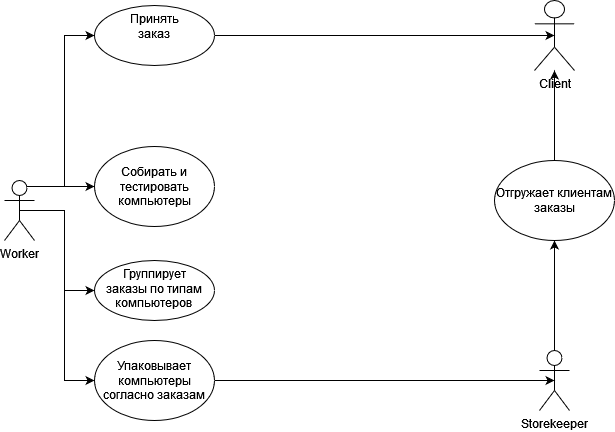 Принять
заказ
Client
Собирать и
тестировать
компьютеры
Отгружает клиентам
заказы
Worker
Группирует
заказы по типам
компьютеров
Упаковывает
компьютеры
согласно заказам
Storekeeper